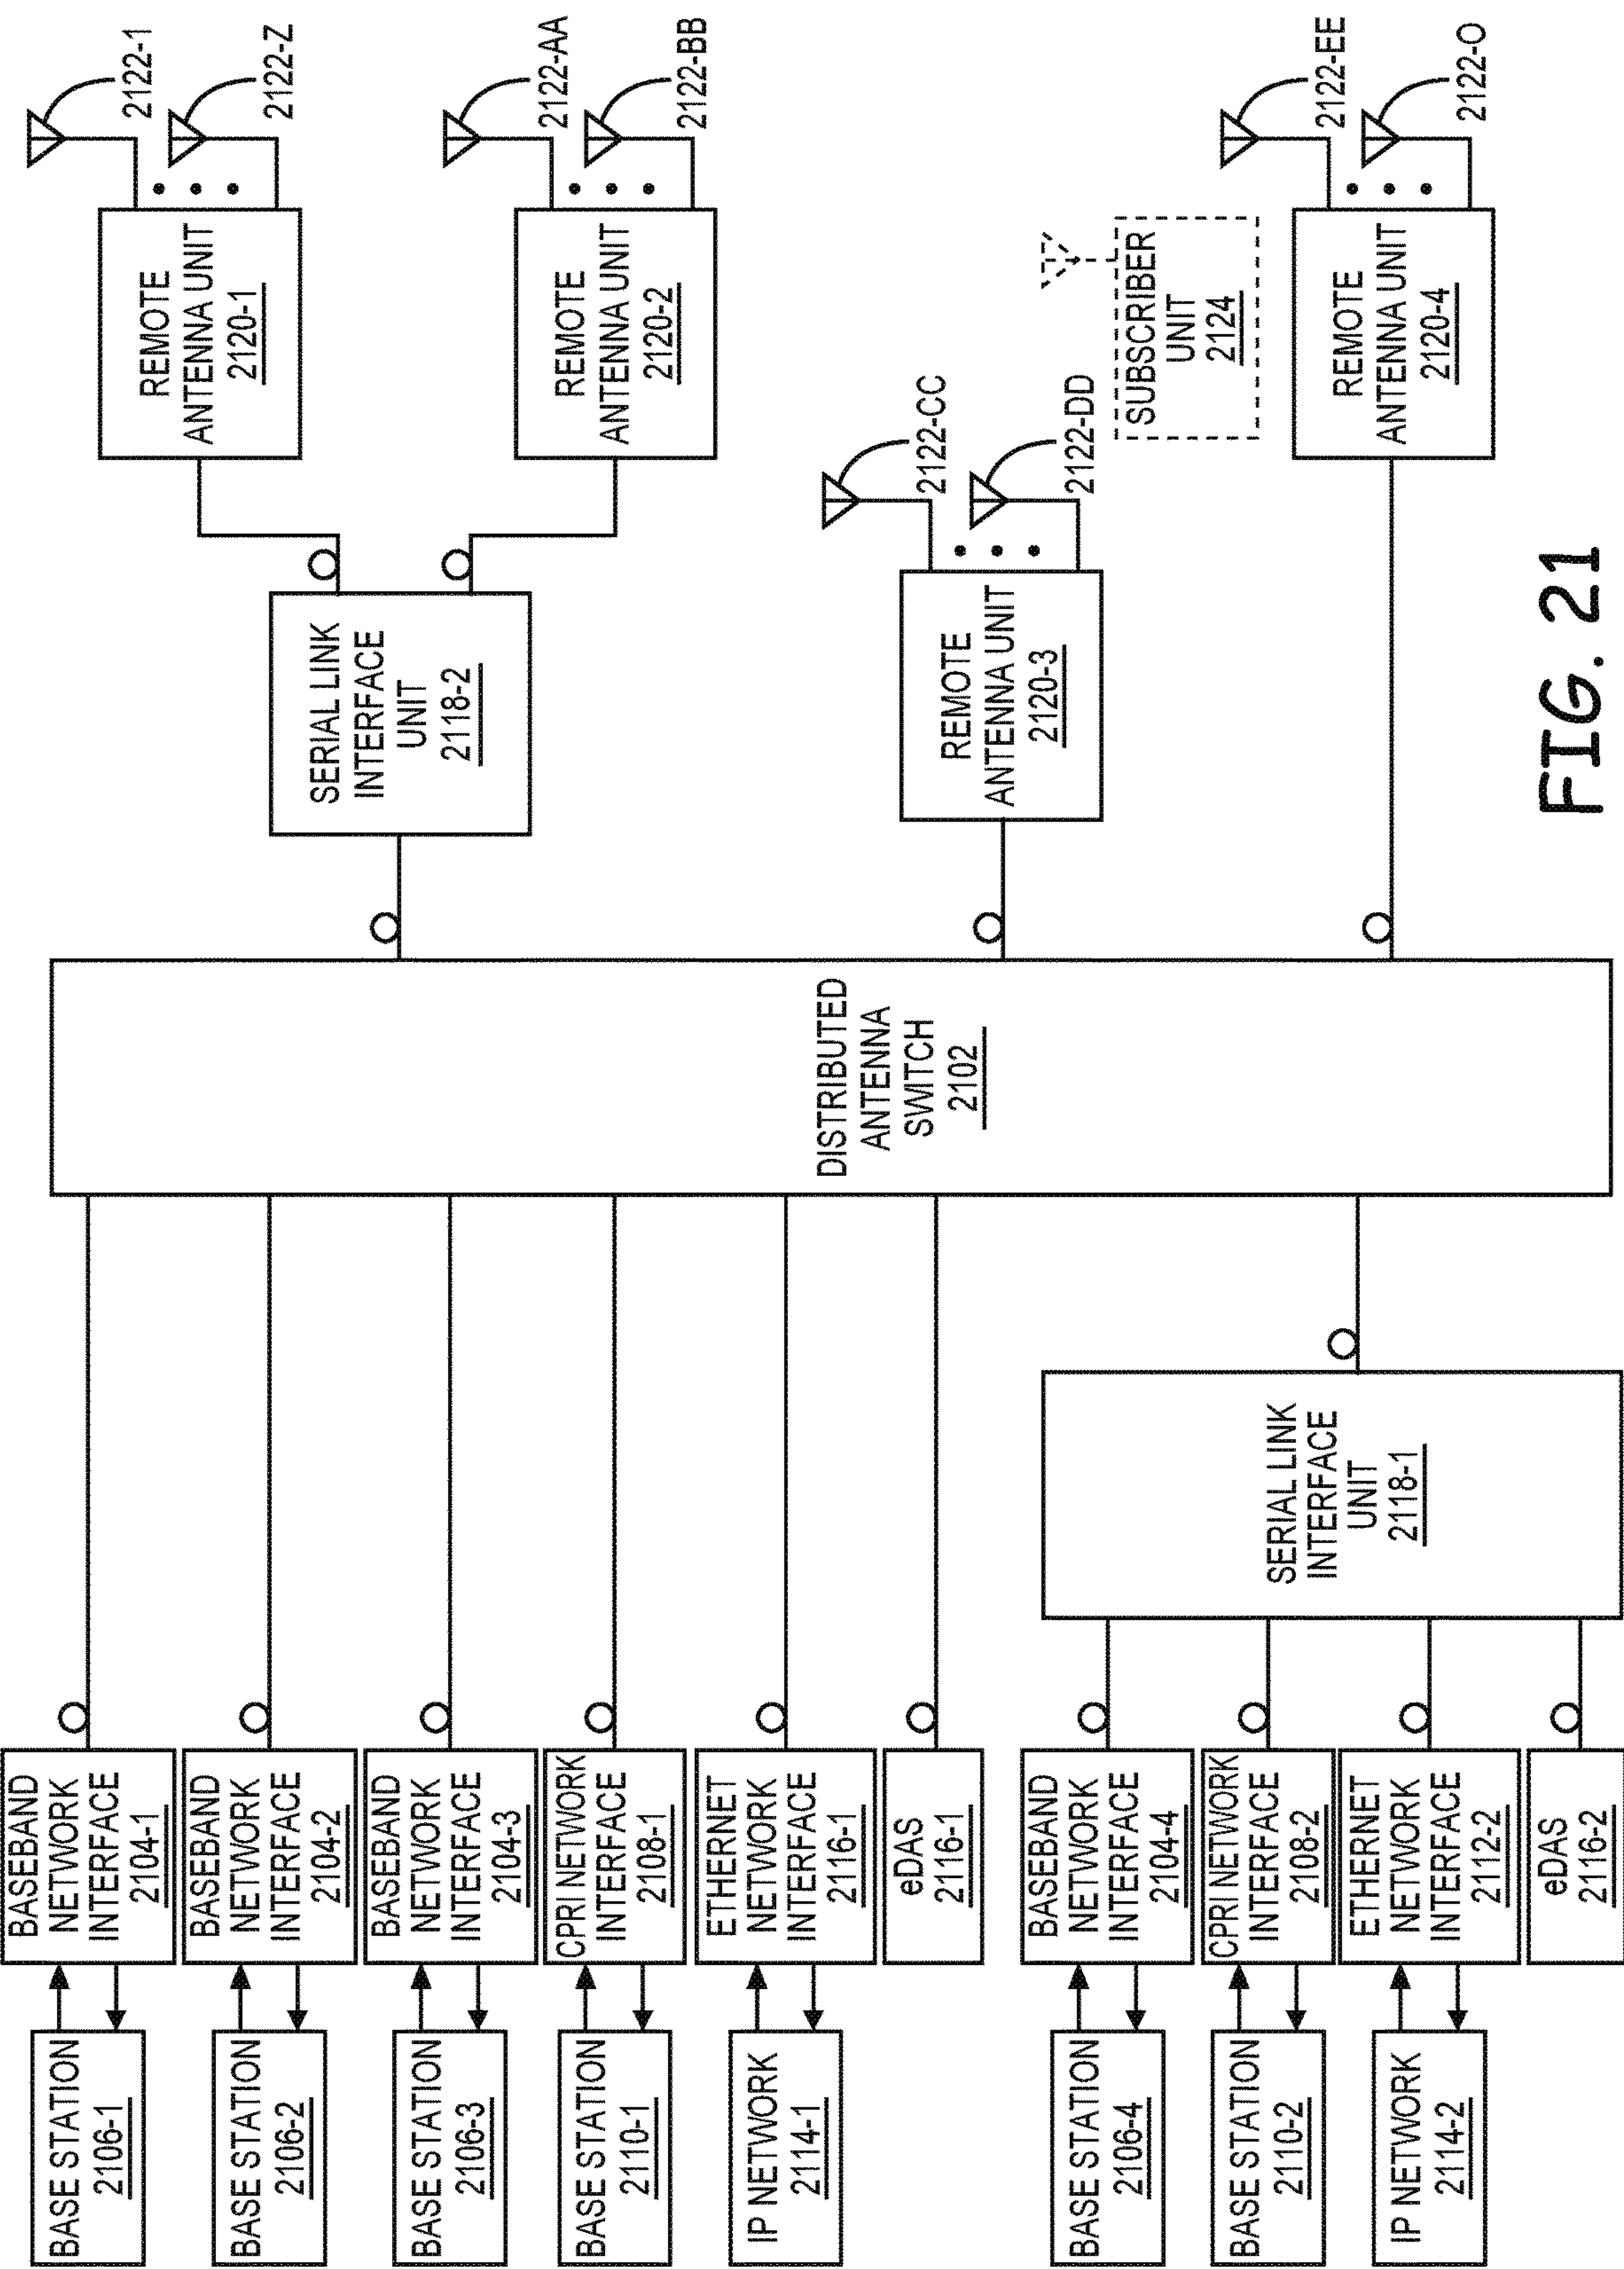 BASE STATION
2106-1
BASEBAND
NETWORK
INTERFACE
2104-1
BASE STATION
2106-2
BASEBAND
NETWORK
INTERFACE
2104-2
BASE STATION
2106-3
BASEBAND
NETWORK
INTERFACE
2104-3
BASE STATION
2110-1
CPRI NETWORK
INTERFACE
2108-1
IP NETWORK
2114-1
ETHERNET
NETWORK
INTERFACE
2116-1
eDAS
2116-1
BASE STATION
2106-4
BASEBAND
NETWORK
INTERFACE
2104-4
BASE STATION
2110-2
CPRI NETWORK
INTERFACE
2108-2
IP NETWORK
2114-2
ETHERNET
NETWORK
INTERFACE
2112-2
eDAS
2116-2
SERIAL LINK
INTERFACE
UNIT
2118-1
DISTRIBUTED
ANTENNA
SWITCH
2102
SERIAL LINK
INTERFACE
UNIT
2118-2
REMOTE
ANTENNA UNIT
2120-1
2122-1
2122-Z
REMOTE
ANTENNA UNIT
2120-2
2122-AA
2122-BB
REMOTE
ANTENNA UNIT
2120-3
2122-CC
2122-DD
SUBSCRIBER
UNIT
2124
REMOTE
ANTENNA UNIT
2120-4
2122-EE
2122-O
FIG. 21